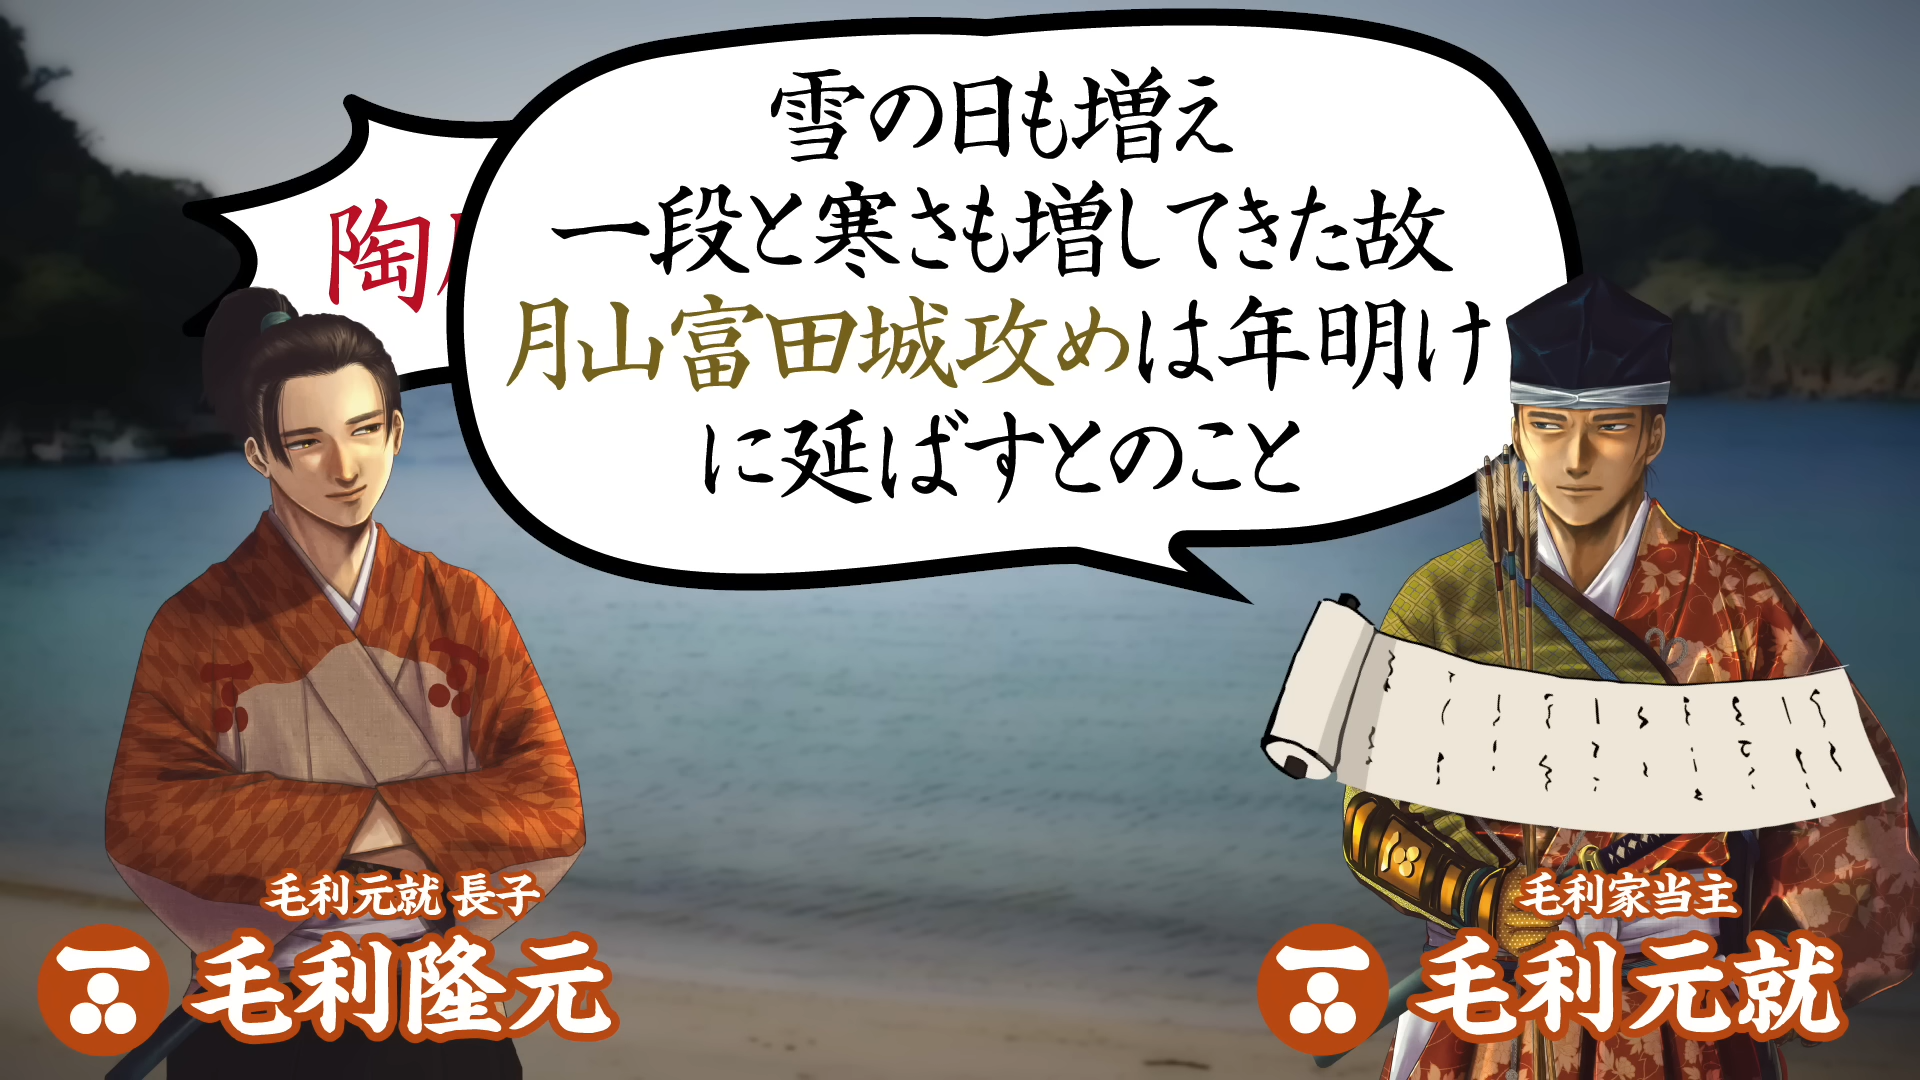 陶
雪の日も増え
一段と寒さも増してきた故
月山富田城攻めは年明け
に延ばすとのこと
毛利元就 長子
毛利隆元
毛利家当主
毛利元就